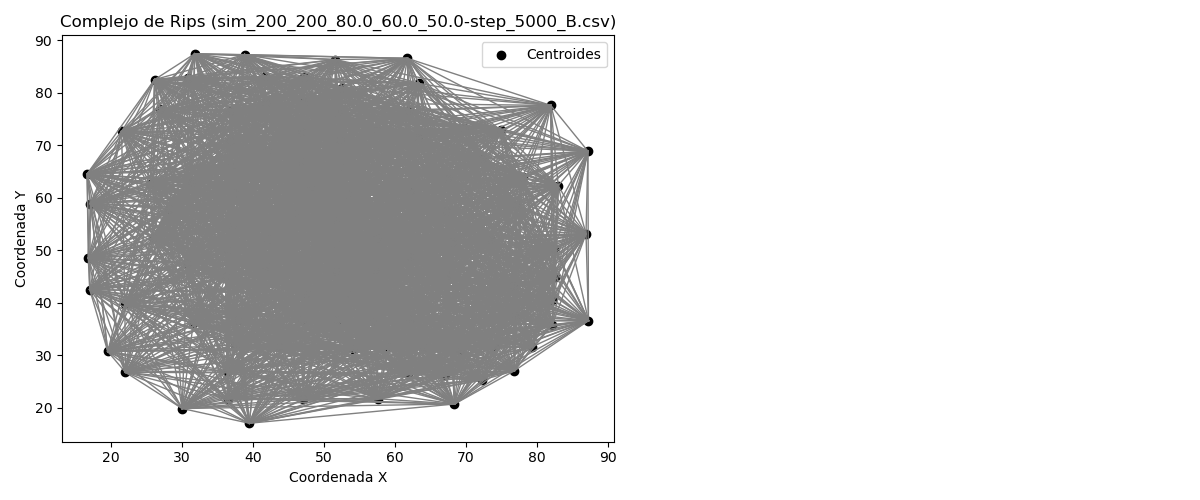 Complejo de Rips (sim_200_200_80.0_60.0_50.0-step_5000_B.csv)
Centroides
90
80
70
60
50
40
30
20
Coordenada Y
20 30 40 50 60 70 80 90
Coordenada X